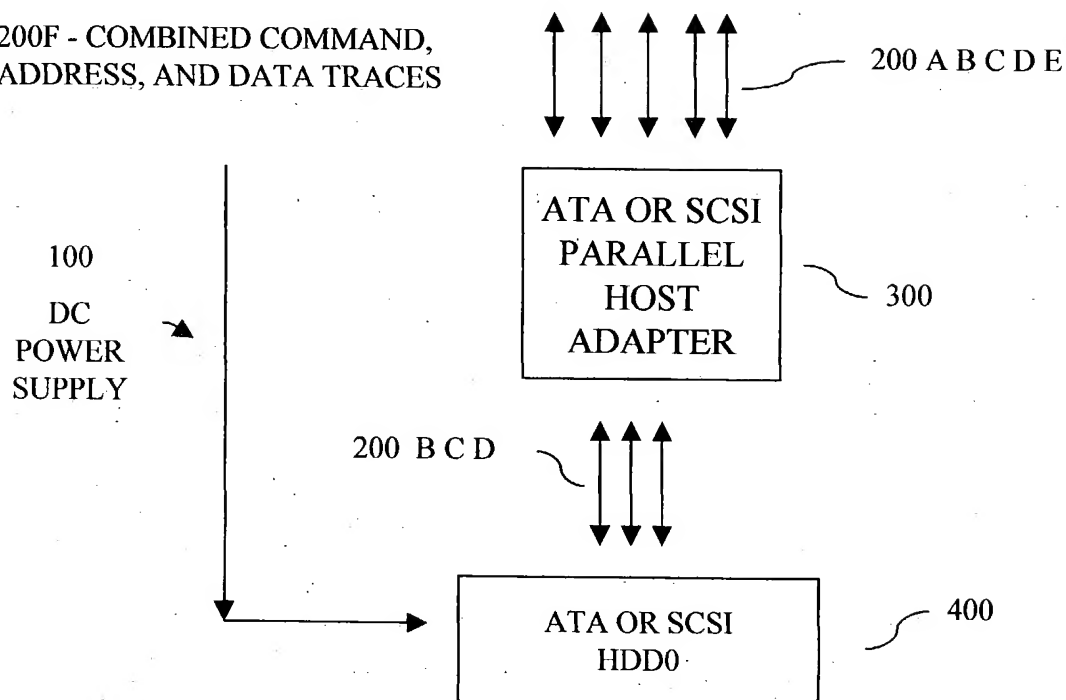 200F - COMBINED COMMAND,
ADDRESS, AND DATA TRACES
200 A B C D E
ATA OR SCSI
PARALLEL
HOST
ADAPTER
300
100
DC
POWER
SUPPLY
200 B C D
ATA OR SCSI
HDD0
400